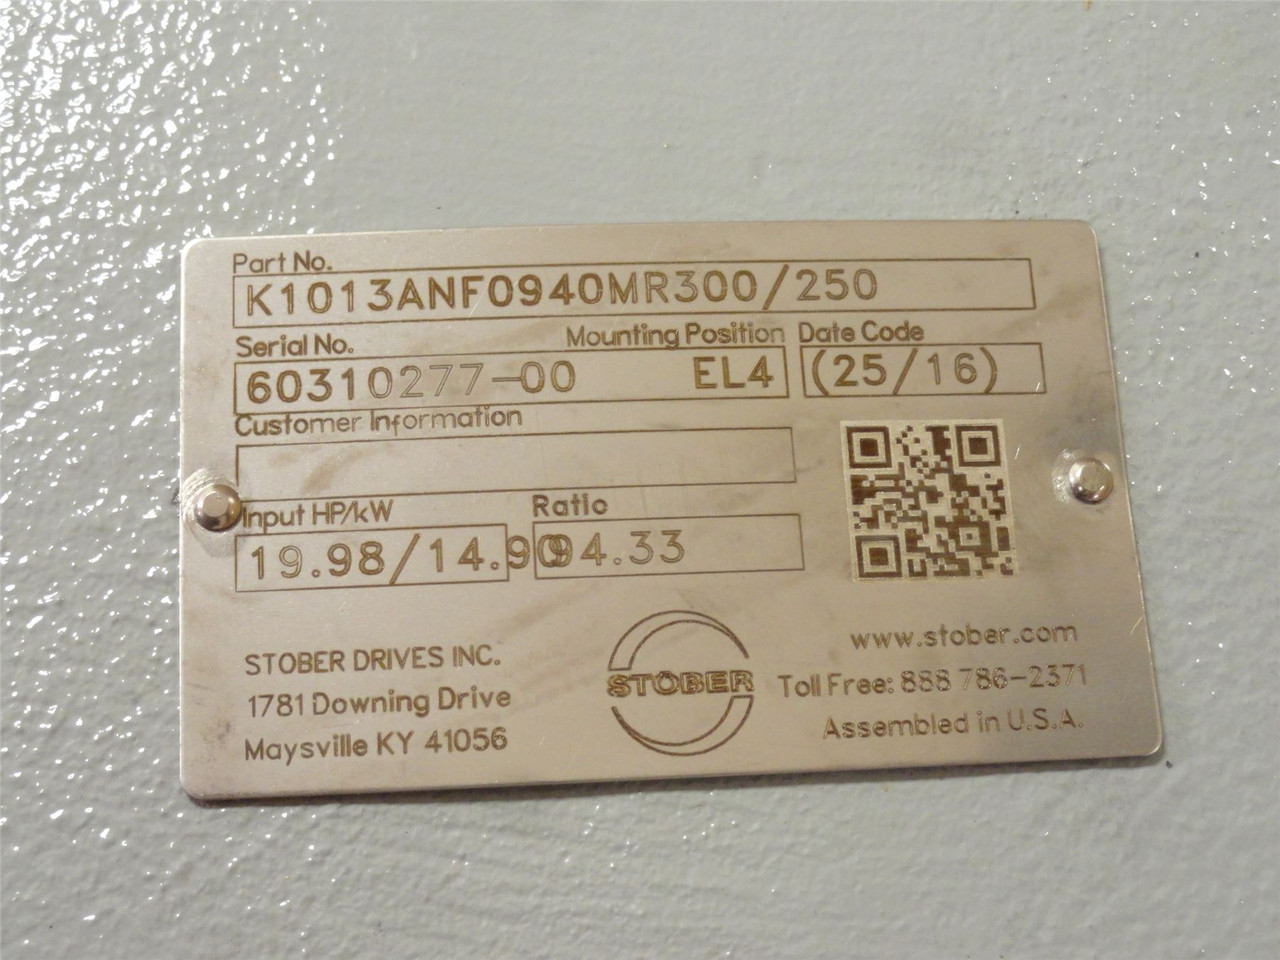 Part No.
K1013ANF0940MR300/250
Serial No. Mounting Position Date Code
60310277-00 EL4 (25/16)
Customer Information
Input HP/kW Ratio
19.98/14.90 94.33
STOBER DRIVES INC.
1781 Downing Drive
Maysville KY 41056
STÖBER
www.stober.com
Toll Free: 888 786-2371
Assembled in U.S.A.